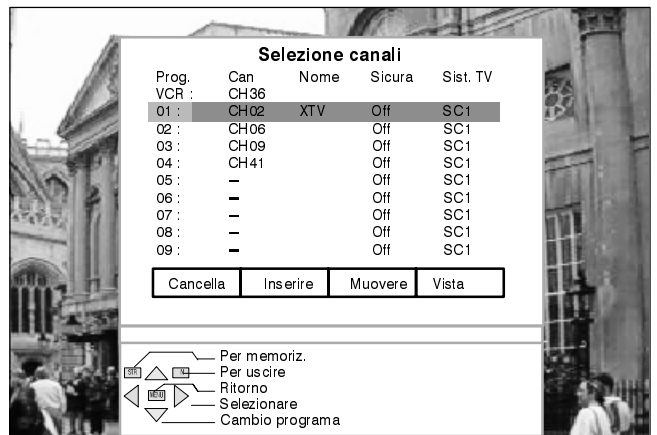 Selezione canali
Prog. Can Nome Sicura Sist. TV
VCR : CH36
01 : CH02 XTV Off SC1
02 : CH06 Off SC1
03 : CH09 Off SC1
04 : CH41 Off SC1
05 : – Off SC1
06 : – Off SC1
07 : – Off SC1
08 : – Off SC1
09 : – Off SC1
Cancella Inserire Muovere Vista
Per memoriz.
STR N Per uscire
MENU Ritorno
Selezionare
Cambio programa